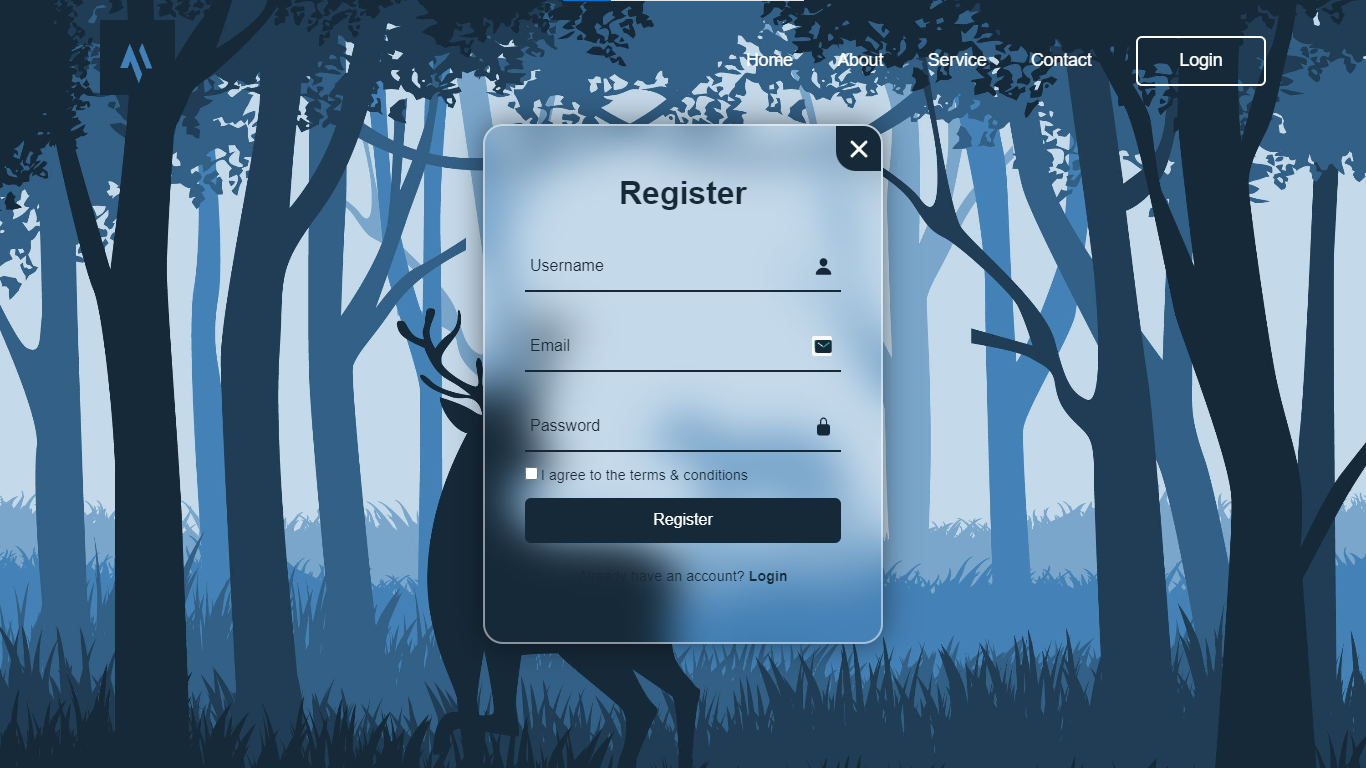 Home About Service Contact Login
Register
Username
Email
Password
I agree to the terms & conditions
Register
Already have an account? Login